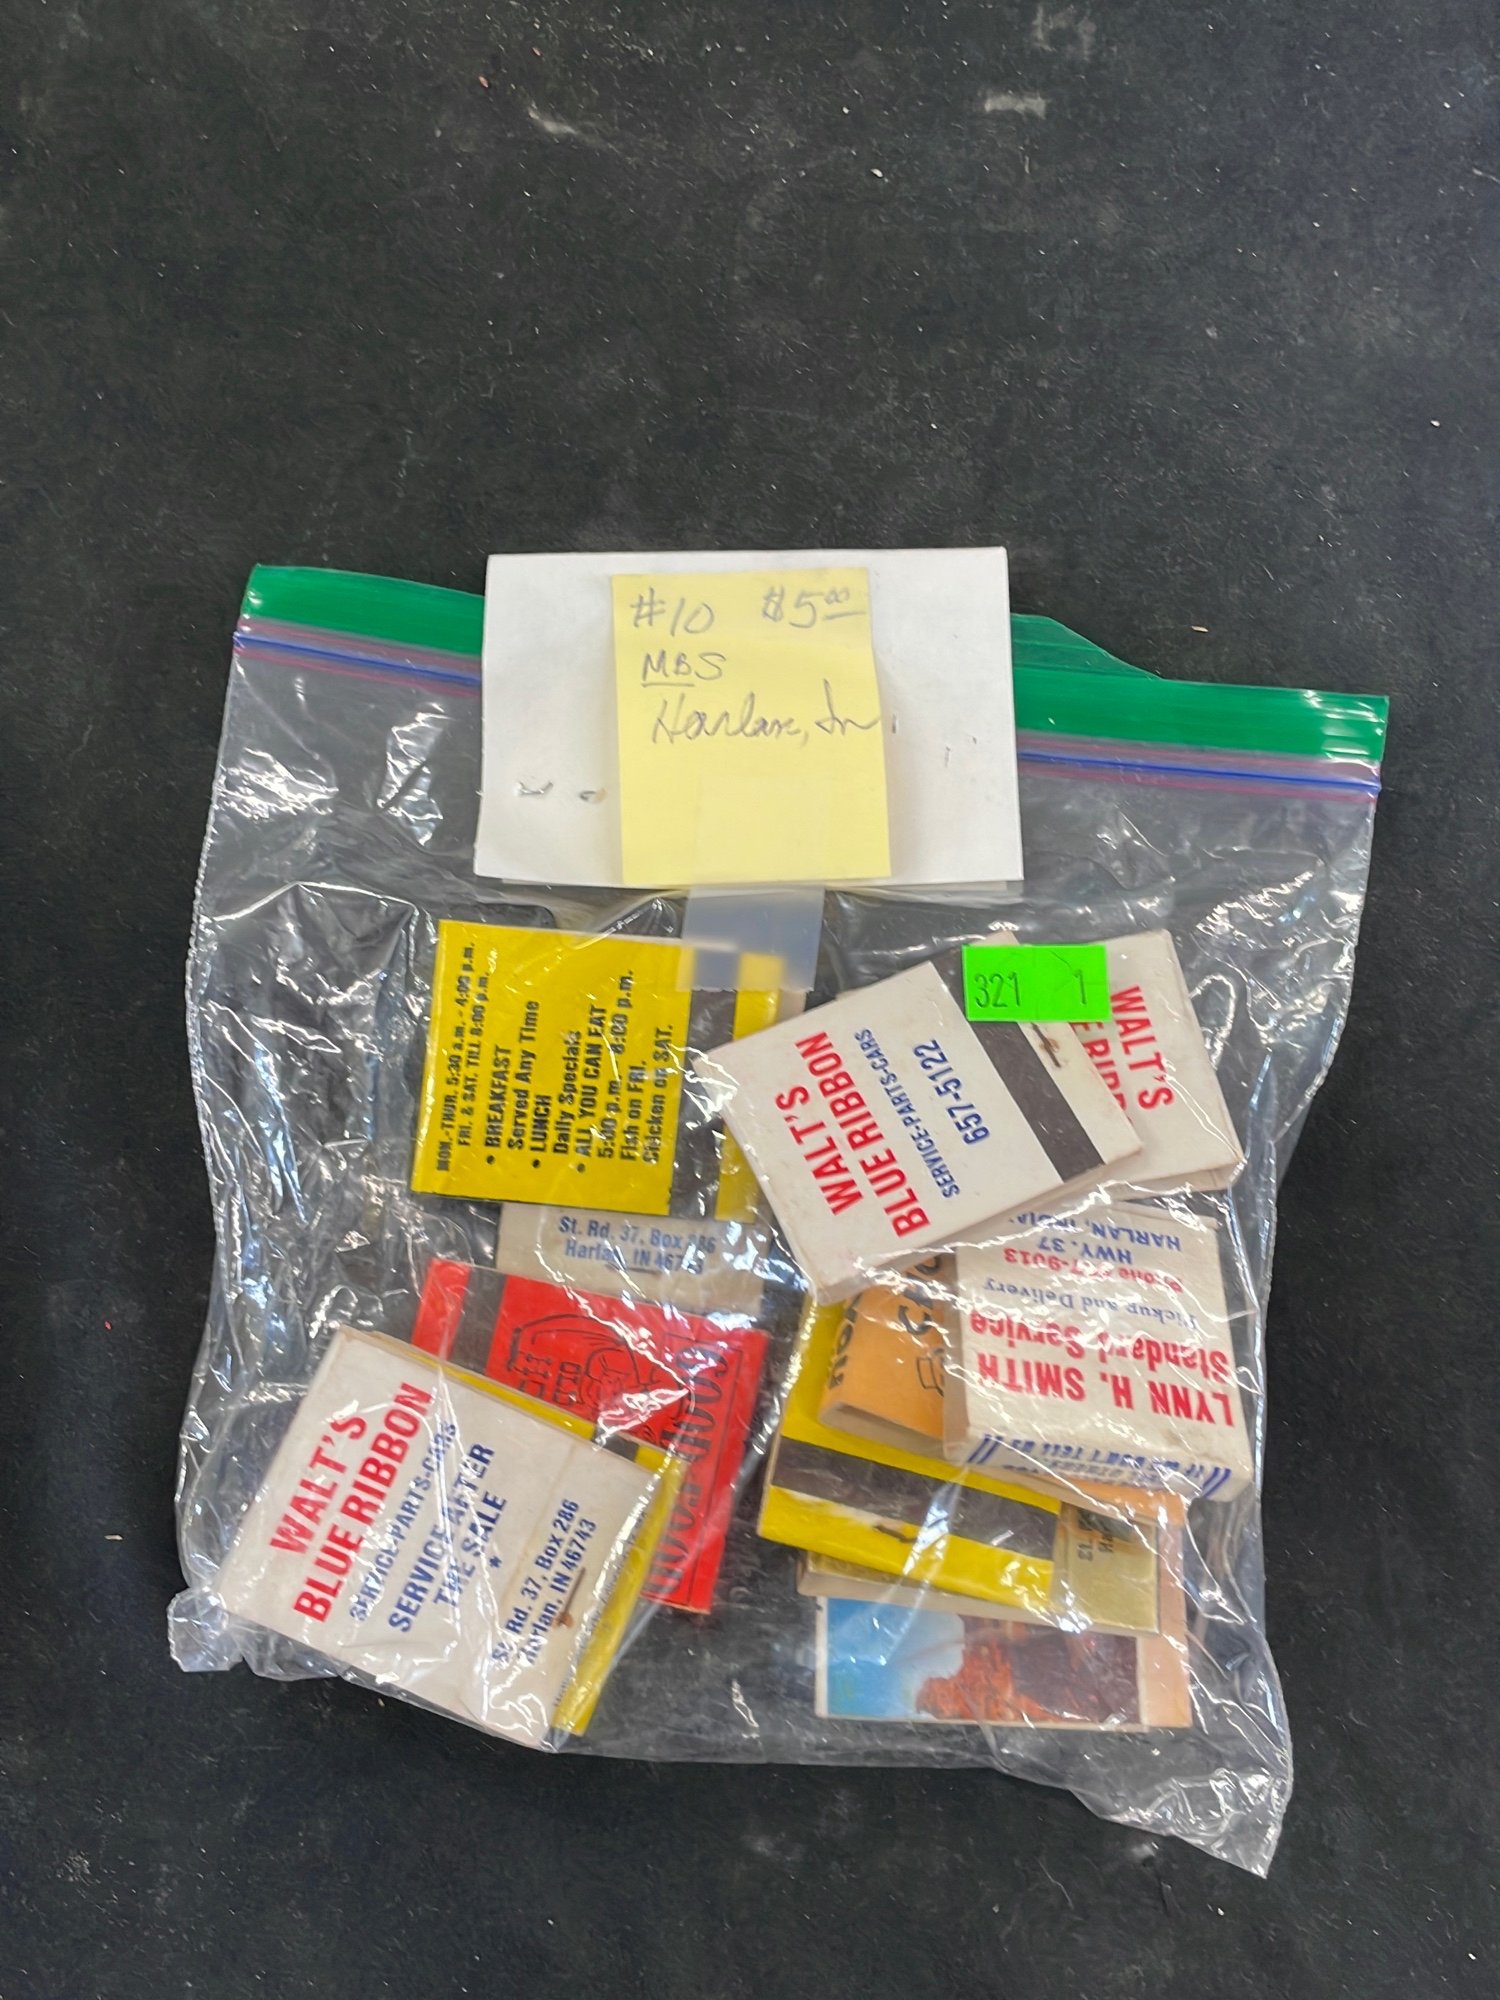 #10 $5.00
MBS
Harlan, In
MON.-THUR. 5:30 a.m. - 4:00 p.m.
FRI. & SAT. TILL 8:00 p.m.
• BREAKFAST
Served Any Time
• LUNCH
Daily Specials
• ALL YOU CAN EAT
5:00 p.m. - 8:00 p.m.
Fish on FRI.
Chicken on SAT.
321 1
WALT'S
BLUE RIBBON
SERVICE-PARTS-CARS
657-5122
WALT'S
St. Rd. 37, Box 286
Harlan, IN 46743
LYNN H. SMITH
Standard Service
Pickup and Delivery
HWY. 37
WALT'S
BLUE RIBBON
SERVICE-PARTS-CARS
SERVICE AFTER
THE SALE
*
St. Rd. 37, Box 286
Harlan, IN 46743